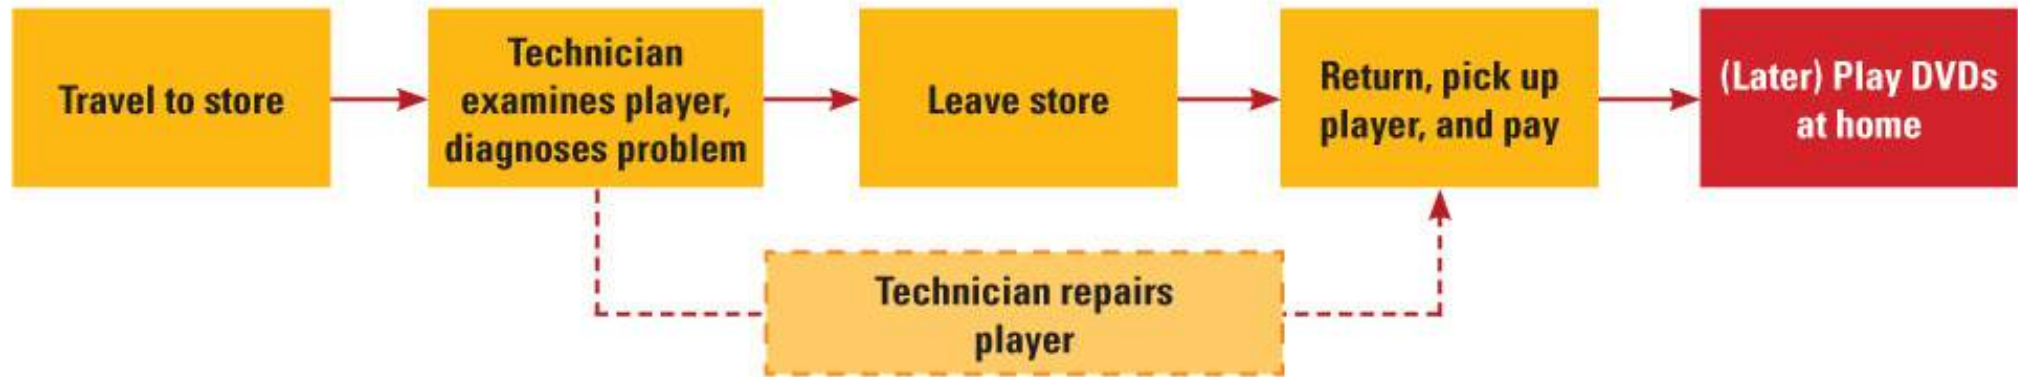 Travel to store
Technician
examines player,
diagnoses problem
Leave store
Return, pick up
player, and pay
(Later) Play DVDs
at home
Technician repairs
player